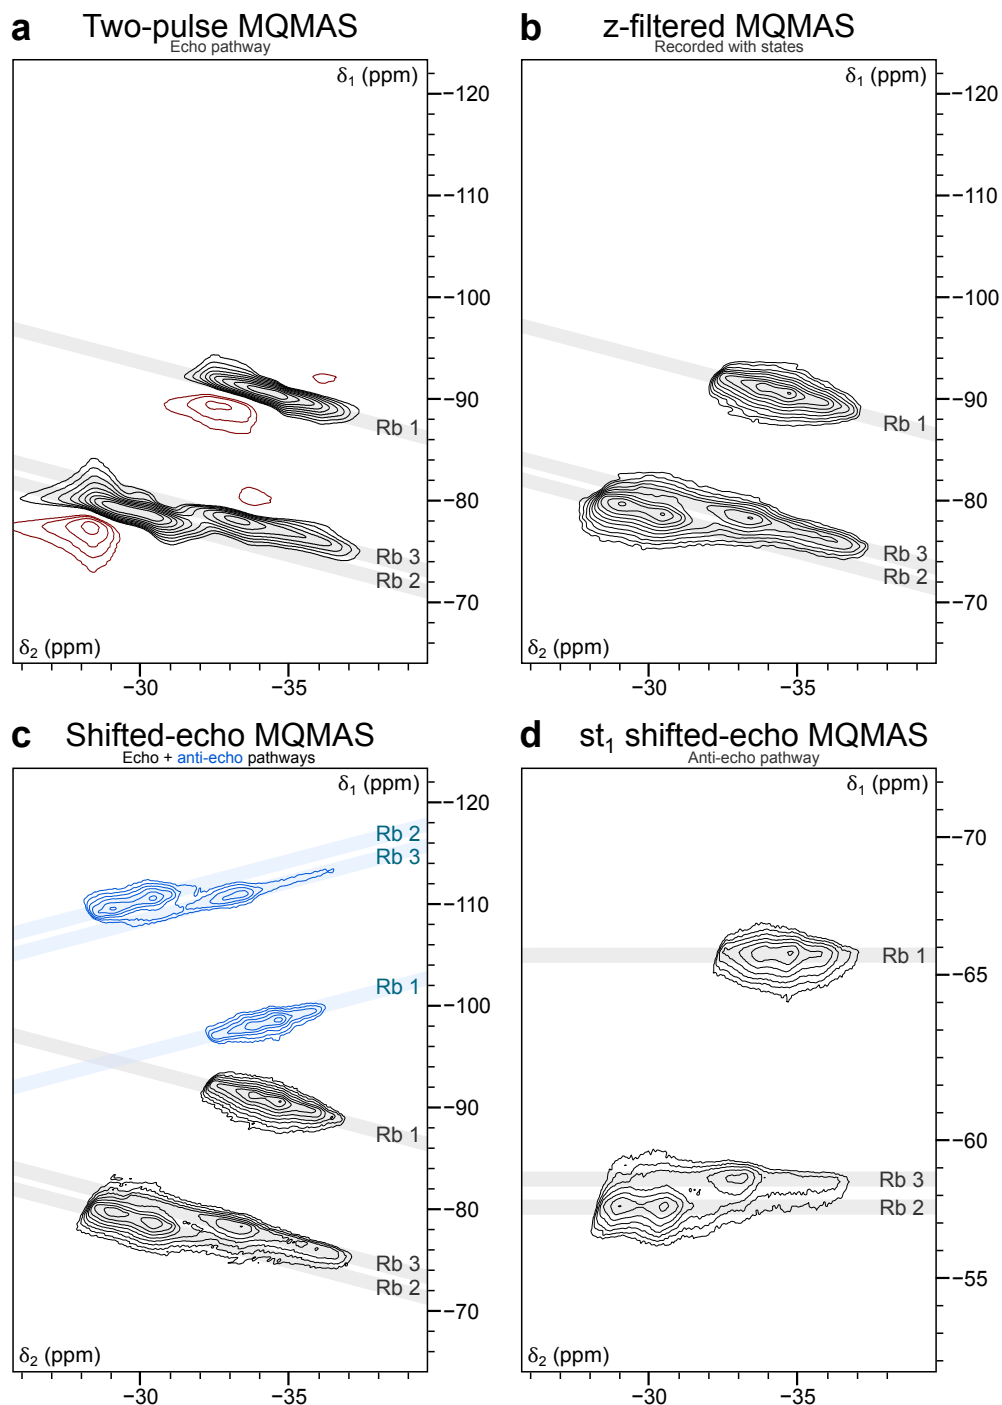 a Two-pulse MQMAS
Echo pathway
δ1 (ppm)
−120
−110
−100
−90
Rb 1
−80
Rb 3
Rb 2
−70
δ2 (ppm)
−30 −35
b z-filtered MQMAS
Recorded with states
δ1 (ppm)
−120
−110
−100
−90
Rb 1
−80
Rb 3
Rb 2
−70
δ2 (ppm)
−30 −35
c Shifted-echo MQMAS
Echo + anti-echo pathways
δ1 (ppm)
−120
Rb 2
Rb 3
−110
Rb 1
−100
−90
Rb 1
−80
Rb 3
Rb 2
−70
δ2 (ppm)
−30 −35
d st1 shifted-echo MQMAS
Anti-echo pathway
δ1 (ppm)
−70
Rb 1
−65
−60
Rb 3
Rb 2
−55
δ2 (ppm)
−30 −35